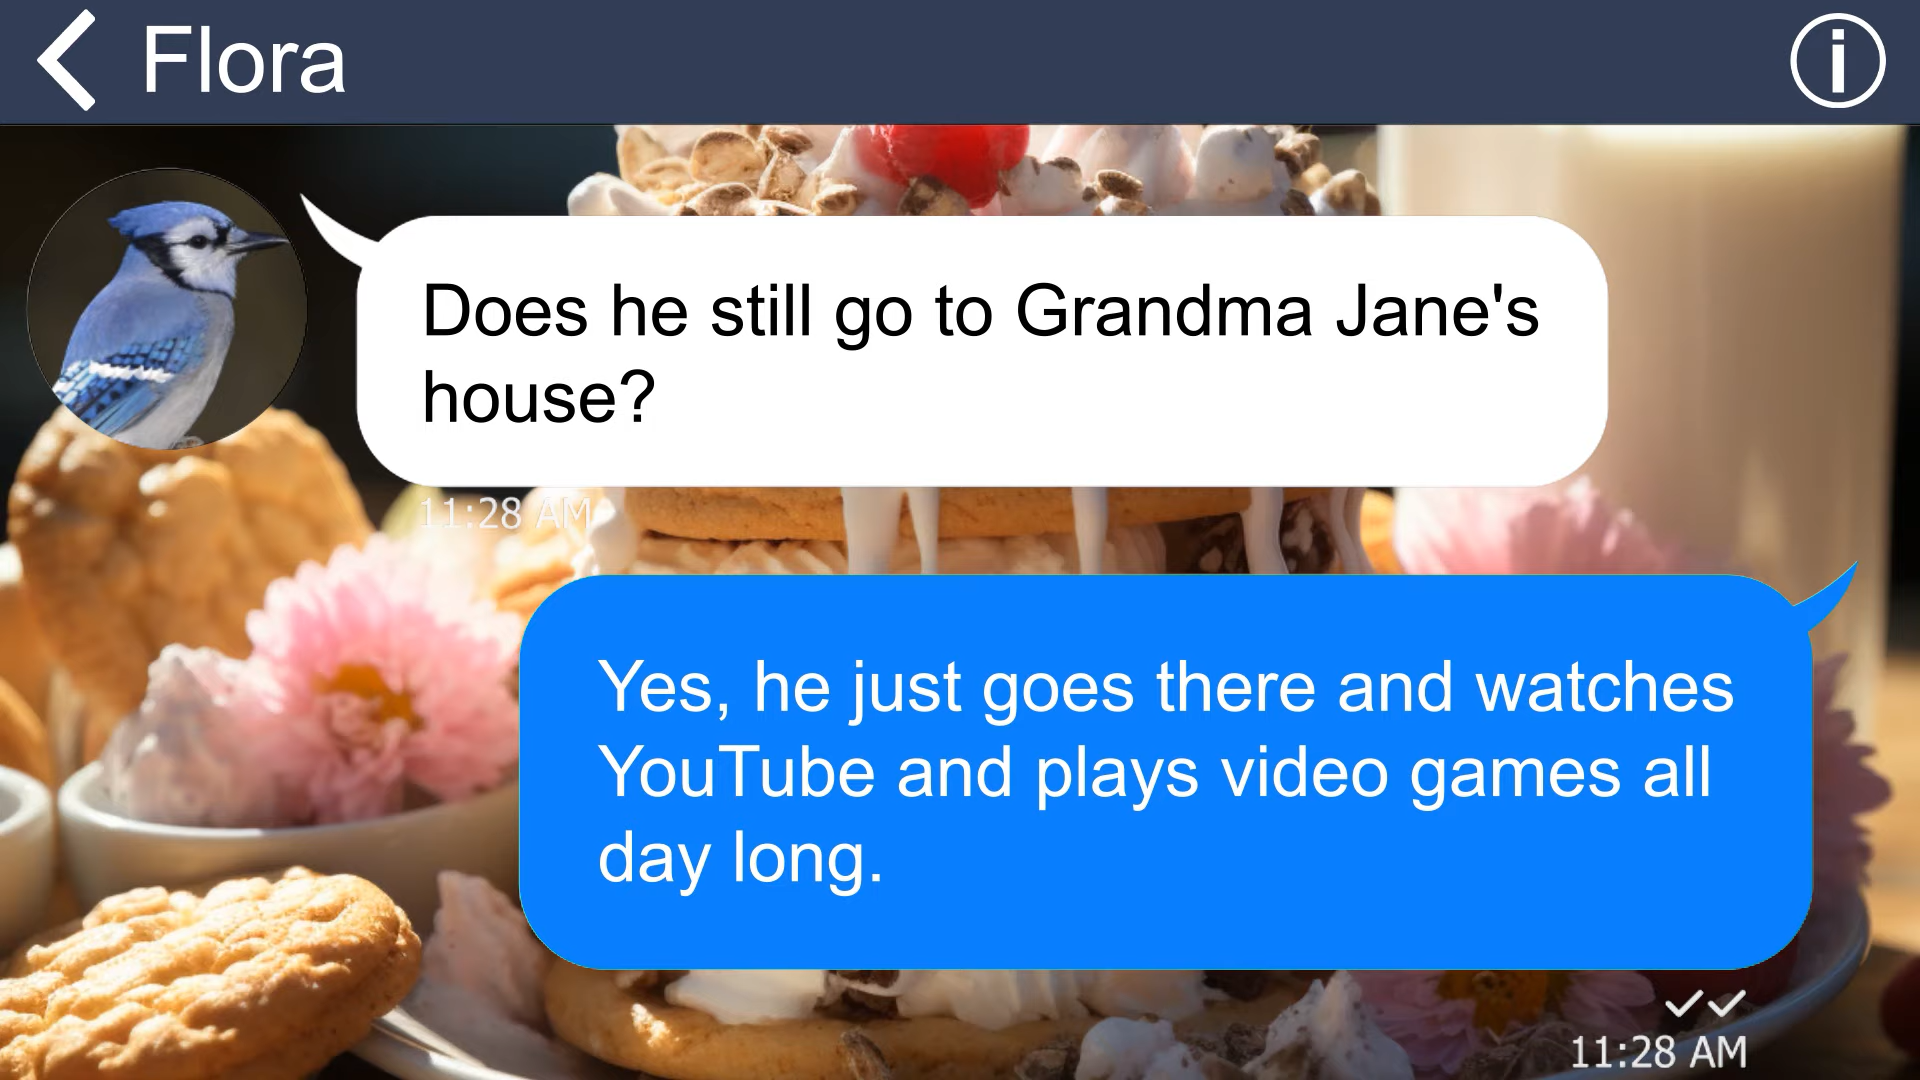 Flora
Does he still go to Grandma Jane's
house?
11:28 AM
Yes, he just goes there and watches
YouTube and plays video games all
day long.
11:28 AM